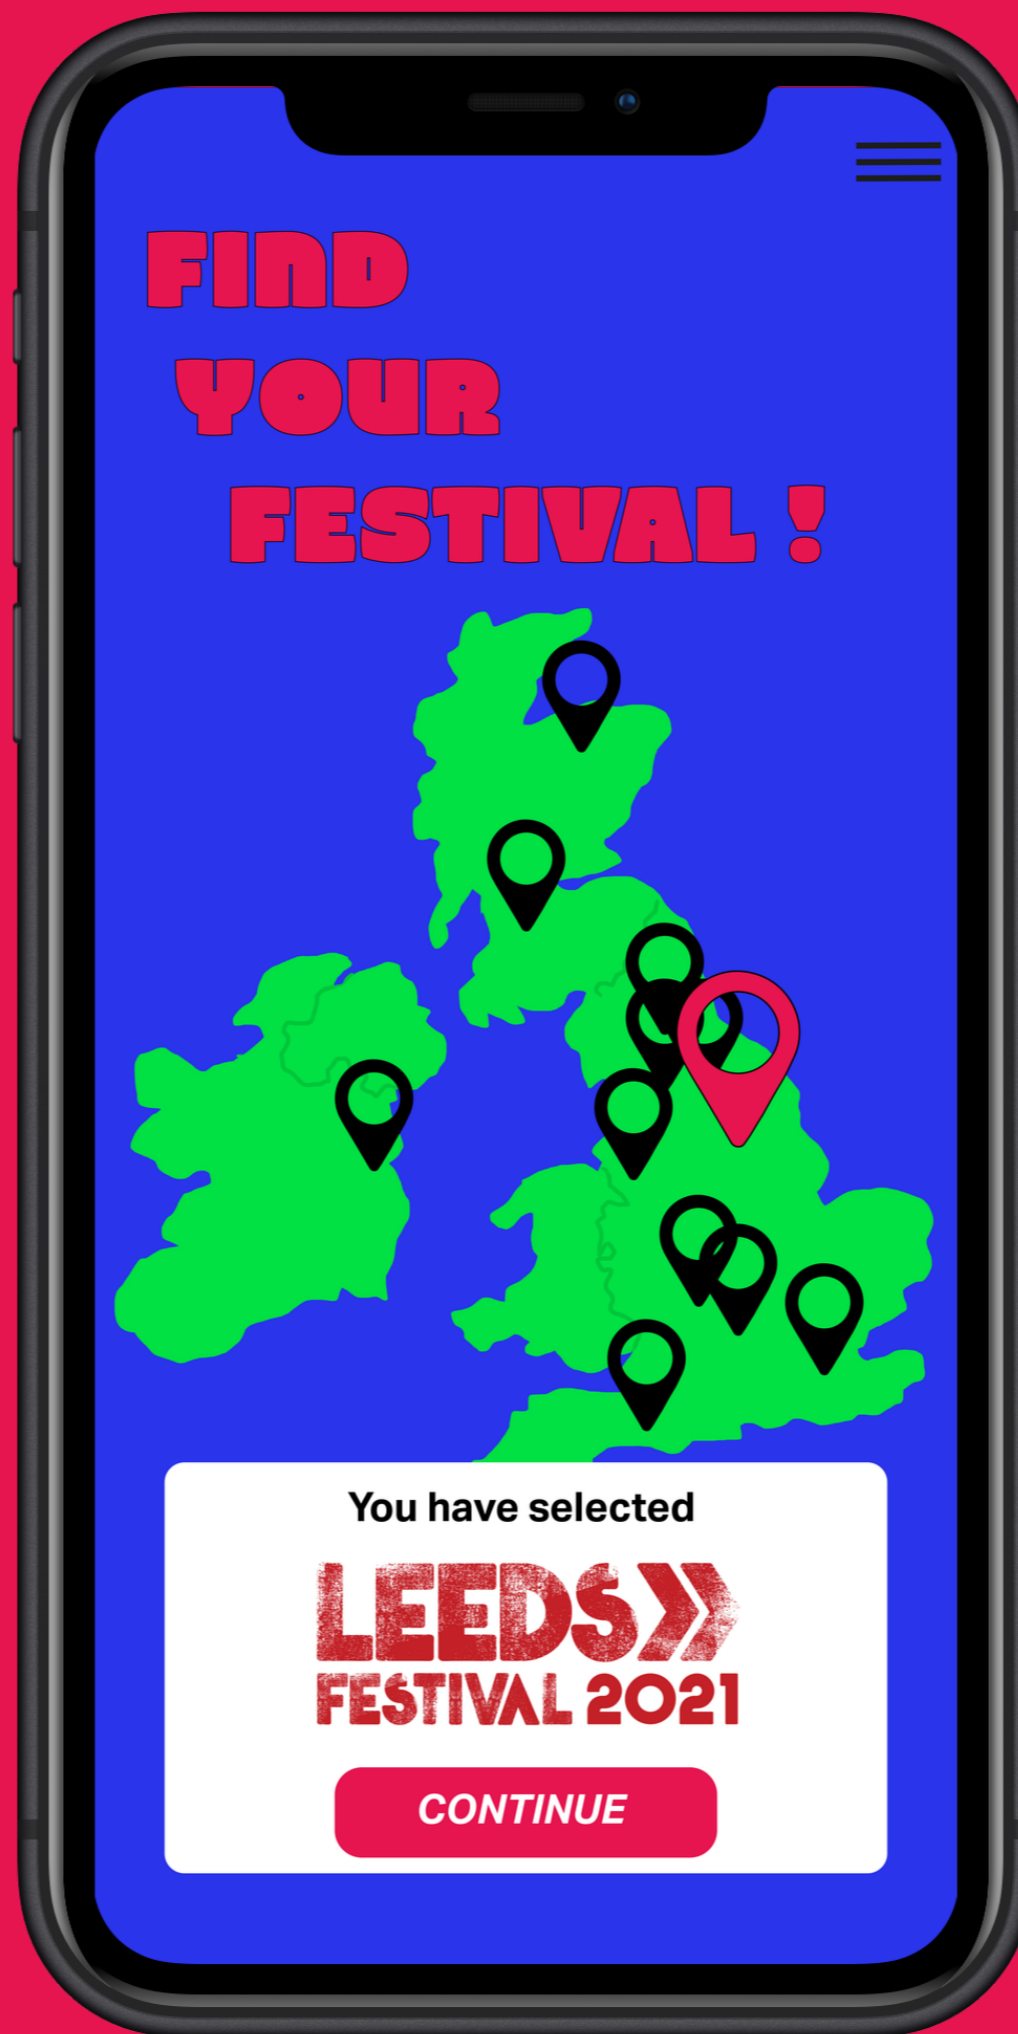 FIND
YOUR
FESTIVAL !
You have selected
LEEDS
FESTIVAL 2021
CONTINUE